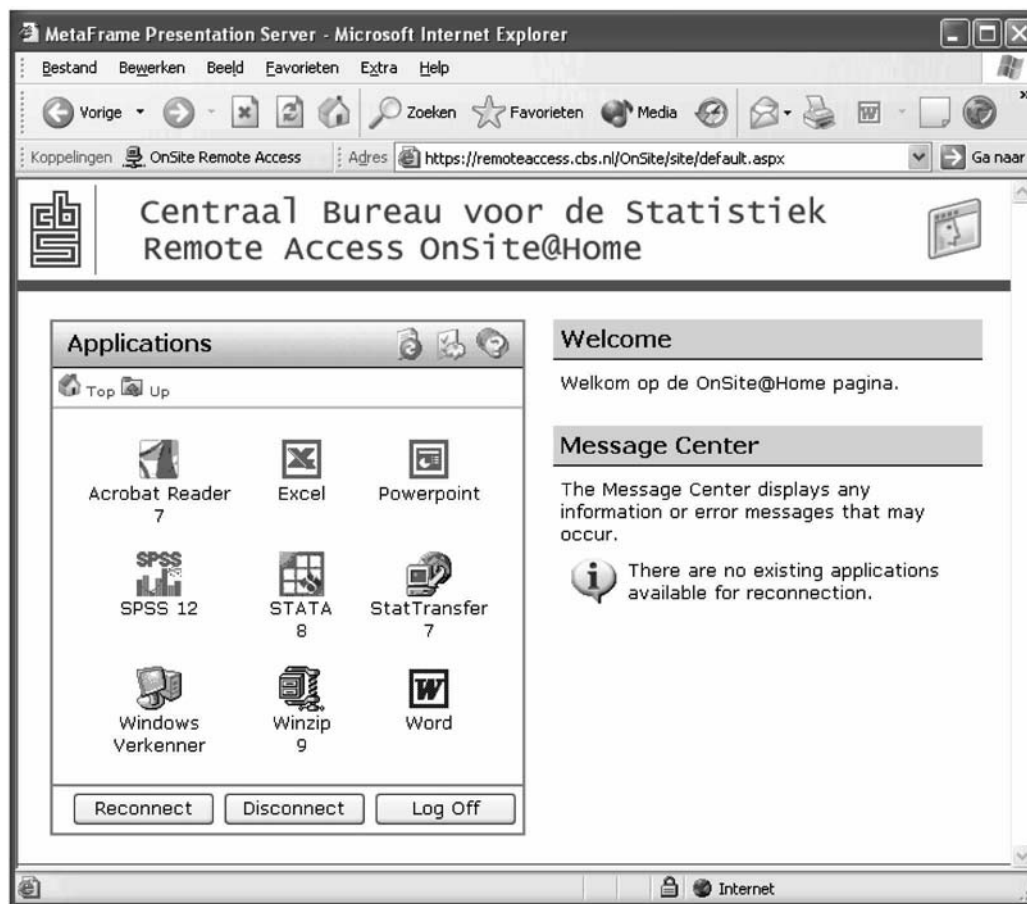 MetaFrame Presentation Server - Microsoft Internet Explorer
Bestand Bewerken Beeld Favorieten Extra Help
Vorige Zoeken Favorieten Media
Koppelingen OnSite Remote Access Adres https://remoteaccess.cbs.nl/OnSite/site/default.aspx Ga naar
cbs Centraal Bureau voor de Statistiek
Remote Access OnSite@Home
Applications
Top Up
Acrobat Reader
7
Excel
Powerpoint
SPSS
SPSS 12
STATA
8
StatTransfer
7
Windows
Verkenner
Winzip
9
Word
Reconnect Disconnect Log Off
Welcome
Welkom op de OnSite@Home pagina.
Message Center
The Message Center displays any
information or error messages that may
occur.
There are no existing applications
available for reconnection.
Internet